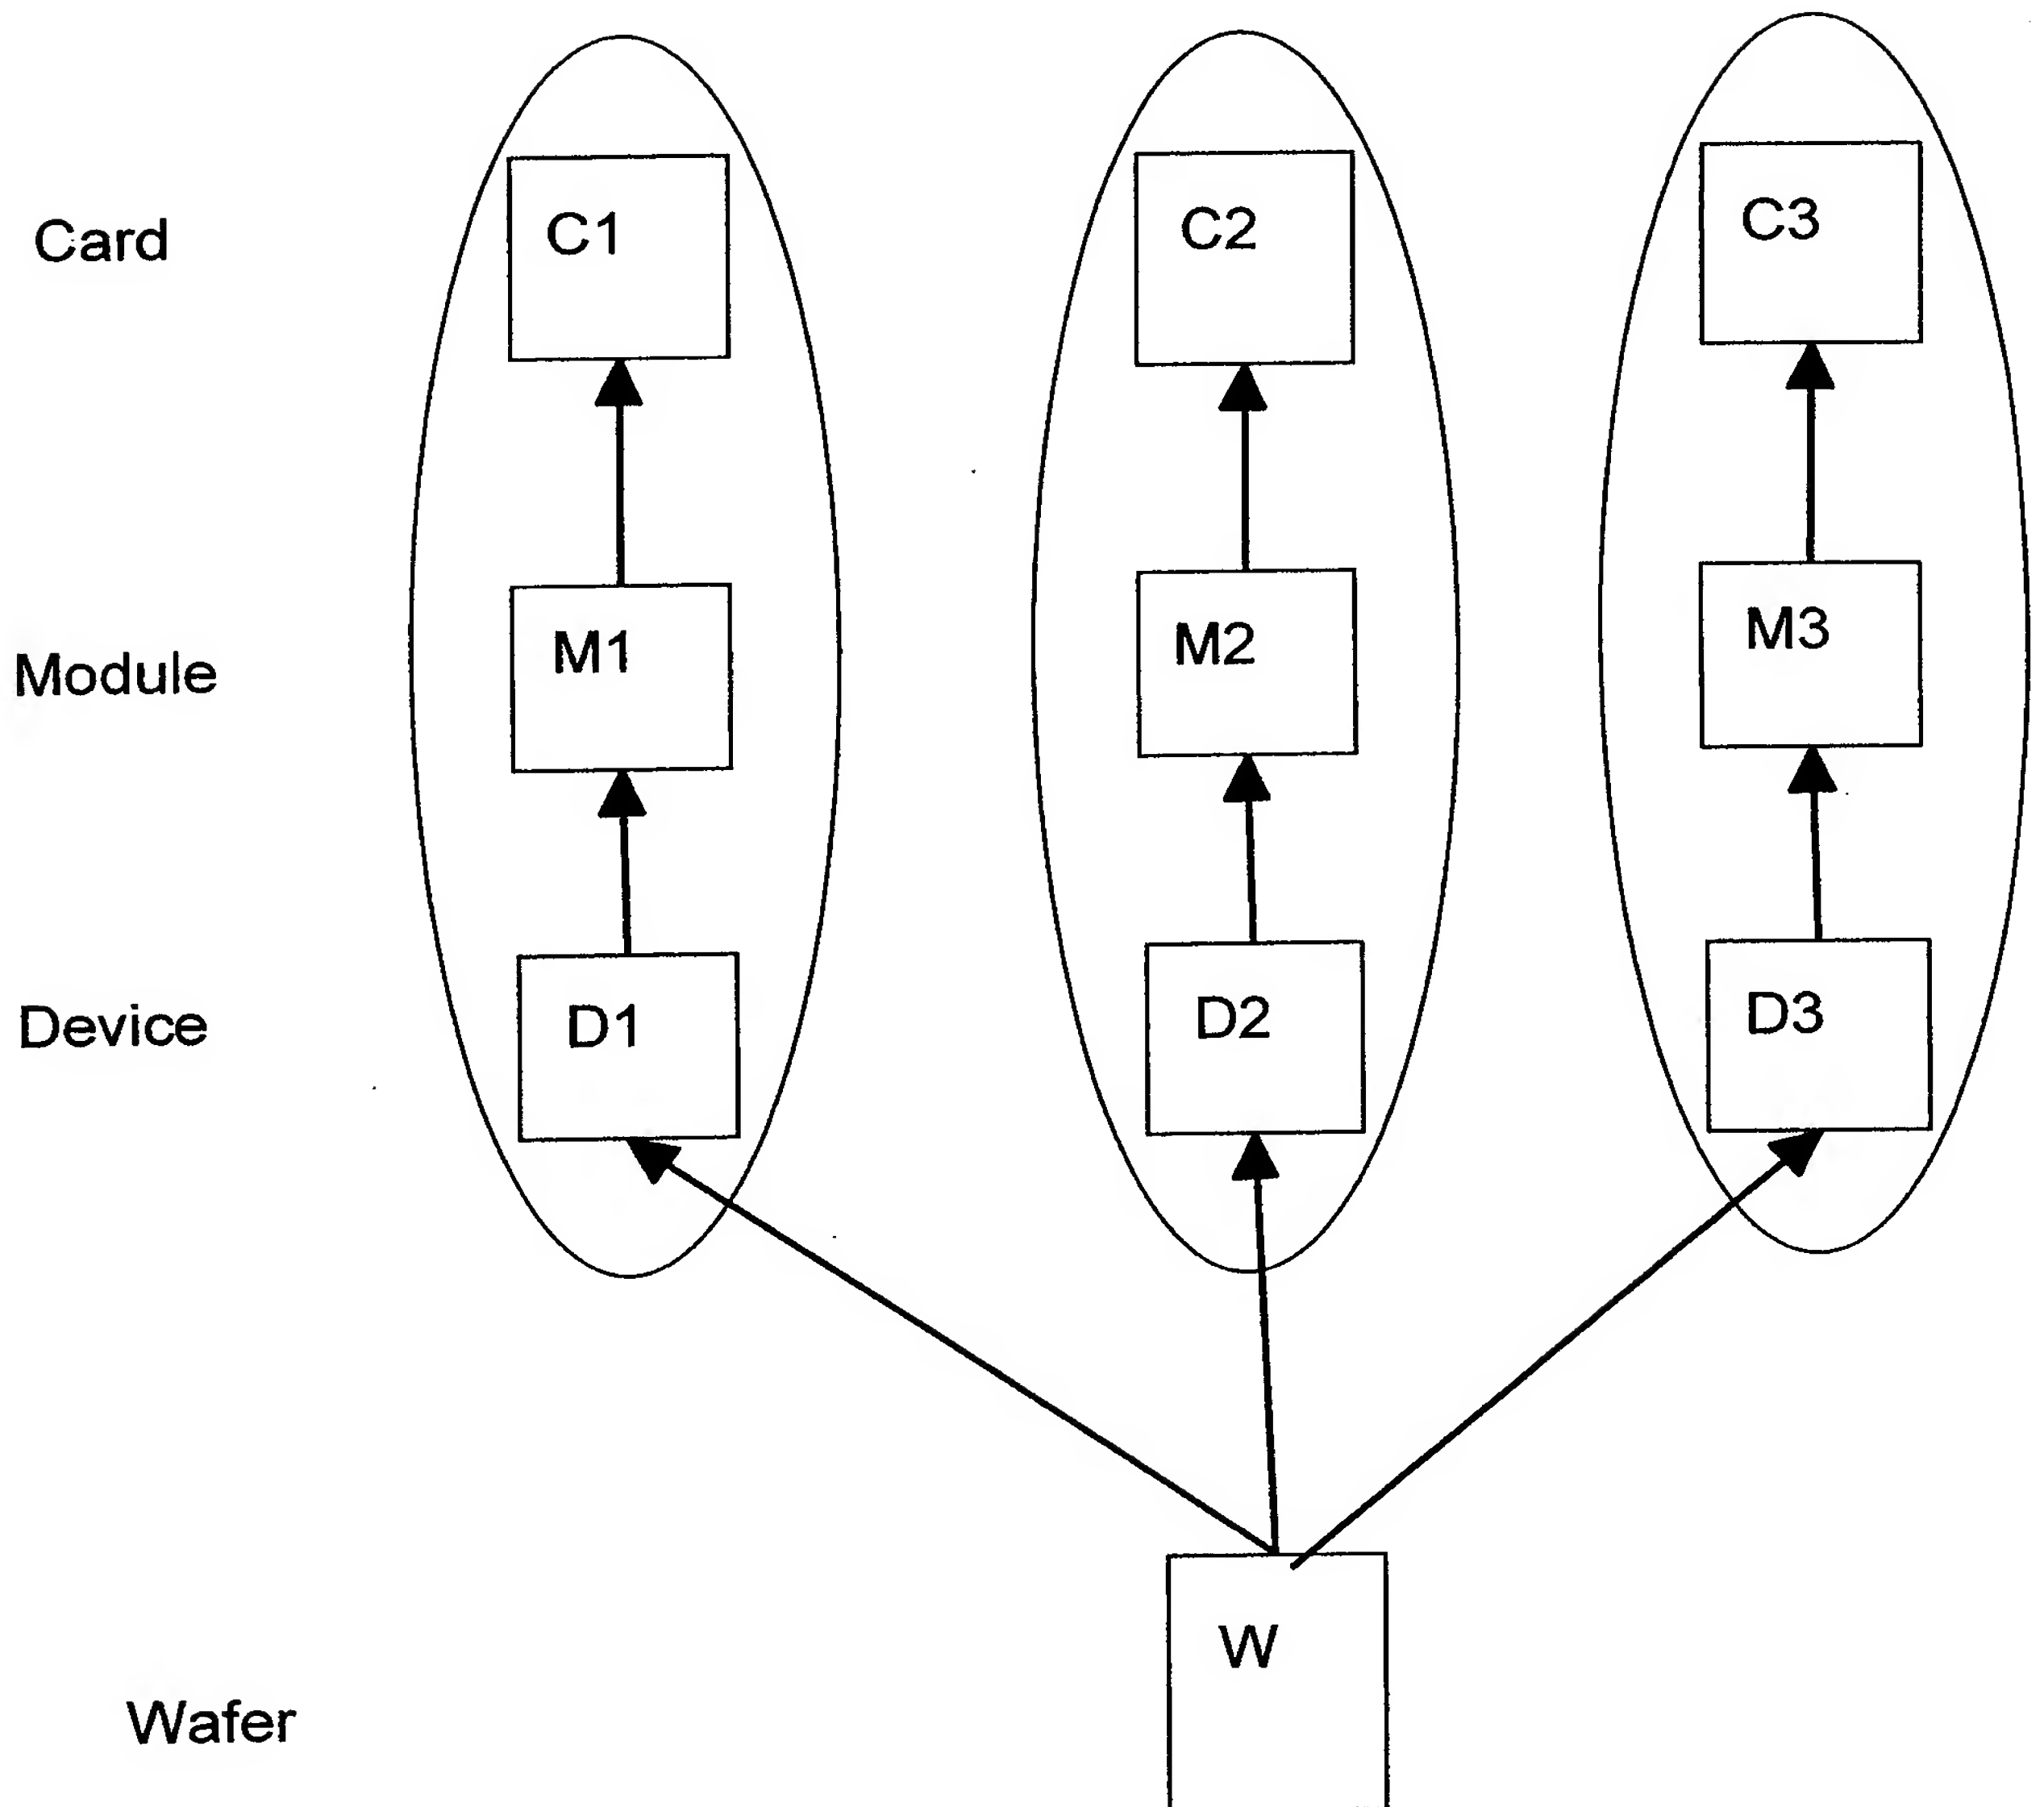 Card C1 C2 C3
Module M1 M2 M3
Device D1 D2 D3
W
Wafer